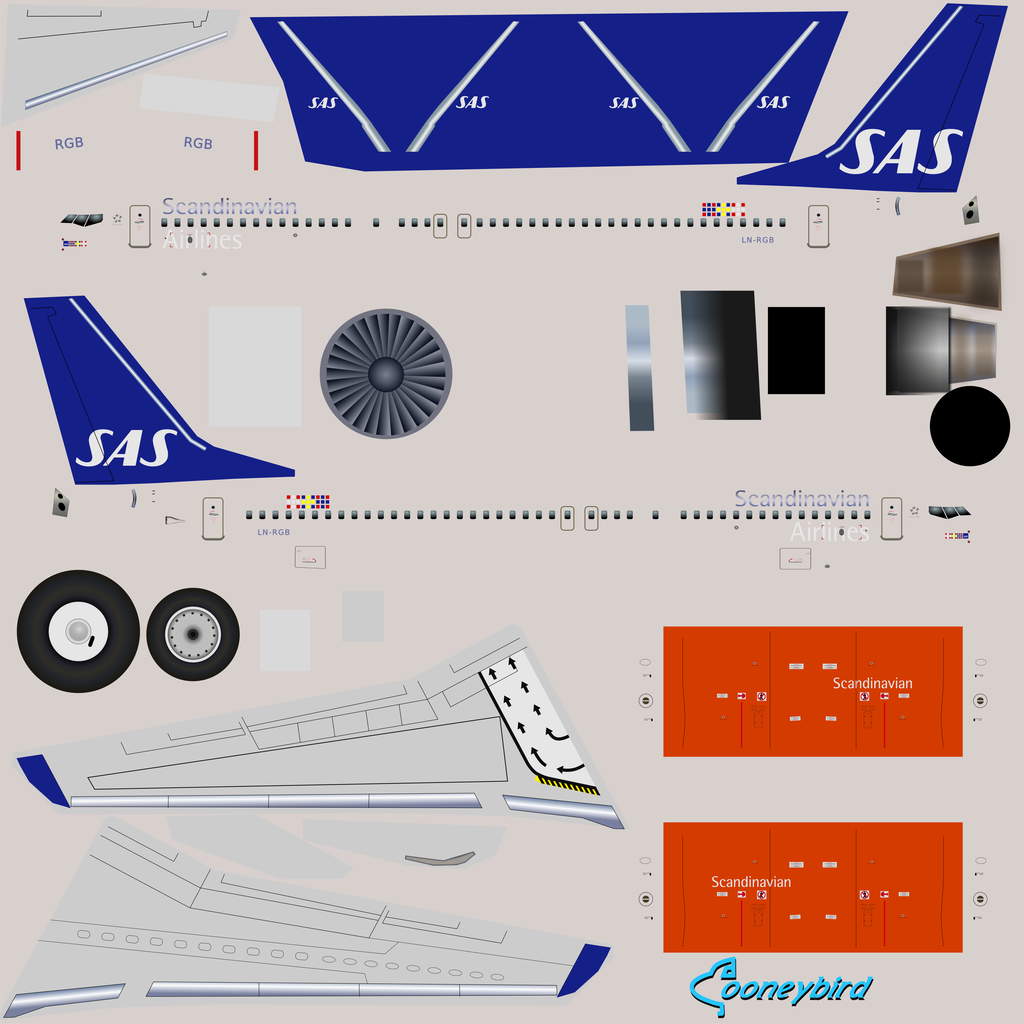 SAS
SAS
SAS
SAS
SAS
RGB
RGB
Scandinavian
Airlines
LN-RGB
SAS
LN-RGB
Scandinavian
Airlines
Scandinavian
Scandinavian
Cooneybird